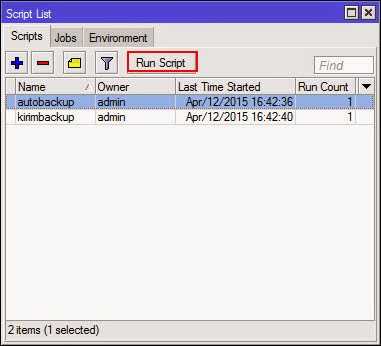 Script List
Scripts Jobs Environment
Run Script Find
Name Owner Last Time Started Run Count
autobackup admin Apr/12/2015 16:42:36 1
kirimbackup admin Apr/12/2015 16:42:40 1
2 items (1 selected)